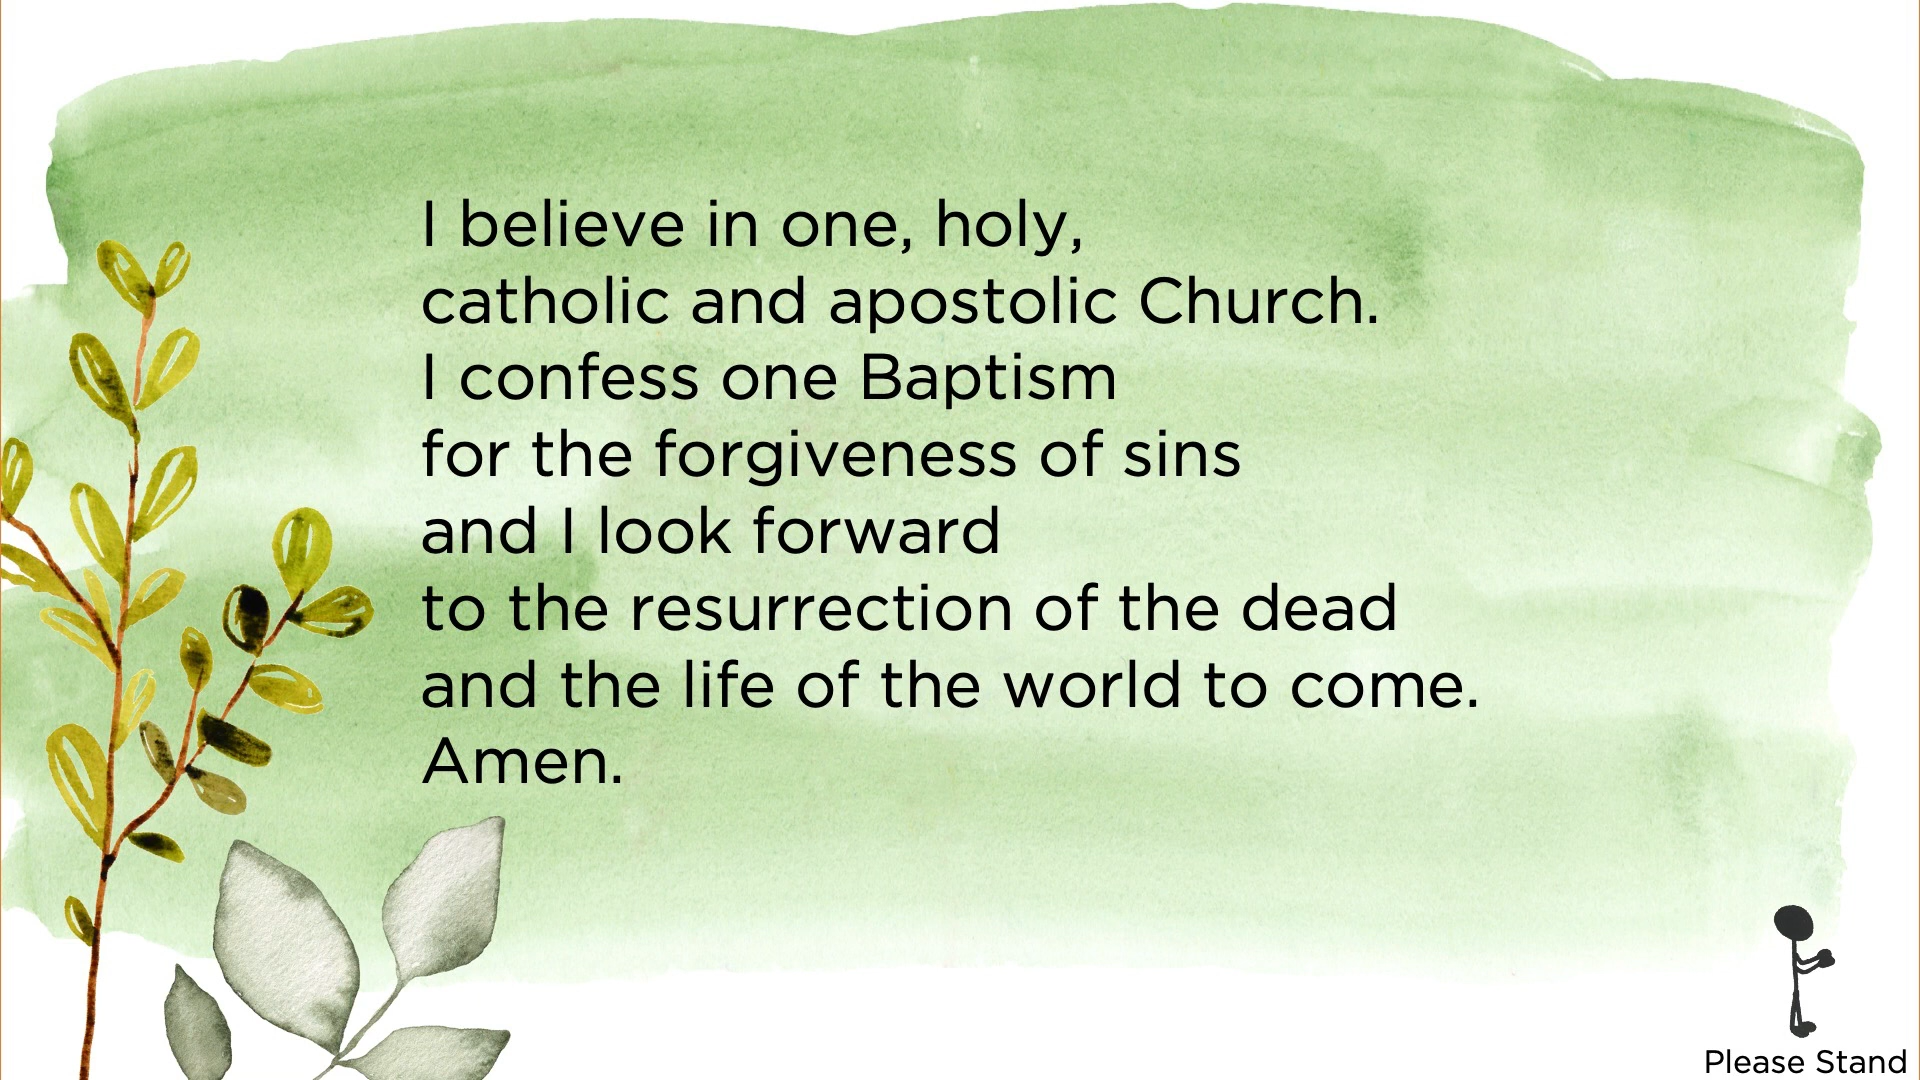 I believe in one, holy,
catholic and apostolic Church.
I confess one Baptism
for the forgiveness of sins
and I look forward
to the resurrection of the dead
and the life of the world to come.
Amen.
Please Stand